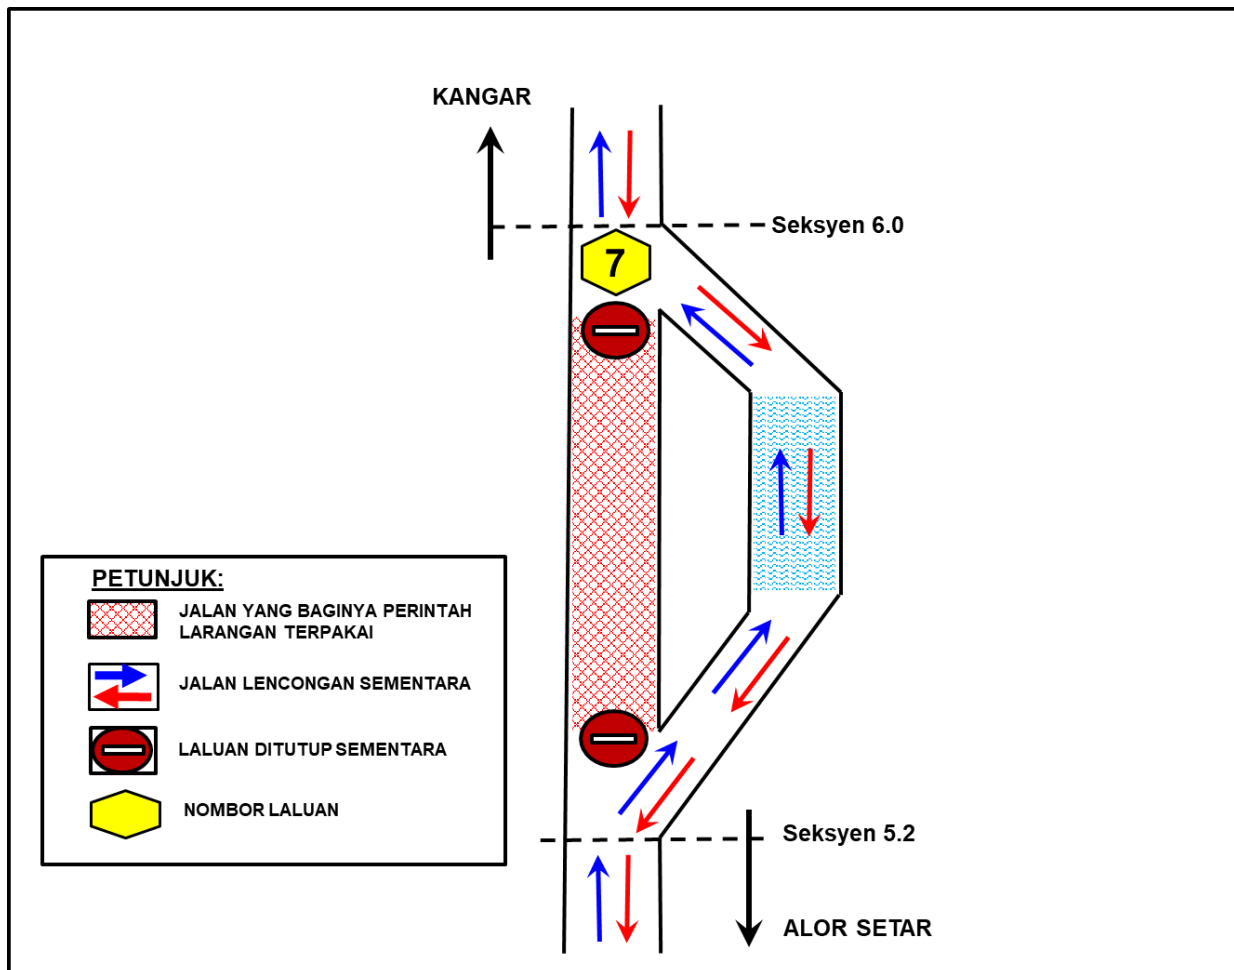 KANGAR
Seksyen 6.0
7
PETUNJUK:
JALAN YANG BAGINYA PERINTAH
LARANGAN TERPAKAI
JALAN LENCONGAN SEMENTARA
LALUAN DITUTUP SEMENTARA
NOMBOR LALUAN
Seksyen 5.2
ALOR SETAR